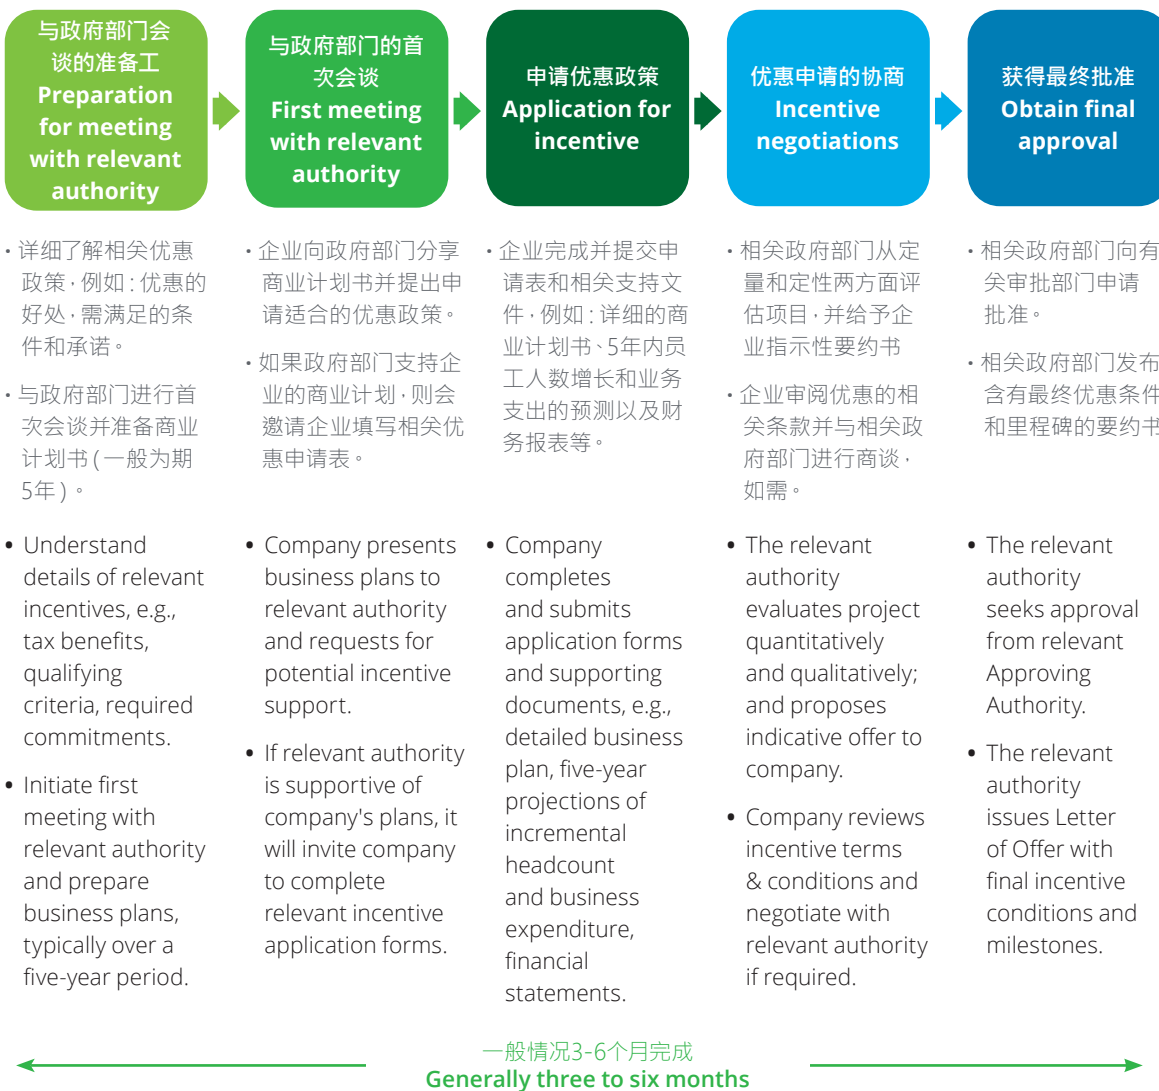 与政府部门会
谈的准备工
Preparation
for meeting
with relevant
authority
与政府部门的首
次会谈
First meeting
with relevant
authority
申请优惠政策
Application for
incentive
优惠申请的协商
Incentive
negotiations
获得最终批准
Obtain final
approval
• 详细了解相关优惠
政策，例如：优惠的
好处，需满足的条
件和承诺。
• 与政府部门进行首
次会谈并准备商业
计划书（一般为期
5年）。
• 企业向政府部门分享
商业计划书并提出申
请适合的优惠政策。
• 如果政府部门支持企
业的商业计划，则会
邀请企业填写相关优
惠申请表。
• 企业完成并提交申
请表和相关支持文
件，例如：详细的商
业计划书、5年内员
工人数增长和业务
支出的预测以及财
务报表等。
• 相关政府部门从定
量和定性两方面评
估项目，并给予企
业指示性要约书
• 企业审阅优惠的相
关条款并与相关政
府部门进行商谈，
如需。
• 相关政府部门向有
关审批部门申请
批准。
• 相关政府部门发布
含有最终优惠条件
和里程碑的要约书
• Understand
details of relevant
incentives, e.g.,
tax benefits,
qualifying
criteria, required
commitments.
• Initiate first
meeting with
relevant authority
and prepare
business plans,
typically over a
five-year period.
• Company presents
business plans to
relevant authority
and requests for
potential incentive
support.
• If relevant authority
is supportive of
company's plans, it
will invite company
to complete
relevant incentive
application forms.
• Company
completes
and submits
application forms
and supporting
documents, e.g.,
detailed business
plan, five-year
projections of
incremental
headcount
and business
expenditure,
financial
statements.
• The relevant
authority
evaluates project
quantitatively
and qualitatively;
and proposes
indicative offer to
company.
• Company reviews
incentive terms
& conditions and
negotiate with
relevant authority
if required.
• The relevant
authority
seeks approval
from relevant
Approving
Authority.
• The relevant
authority
issues Letter
of Offer with
final incentive
conditions and
milestones.
一般情况3-6个月完成
Generally three to six months